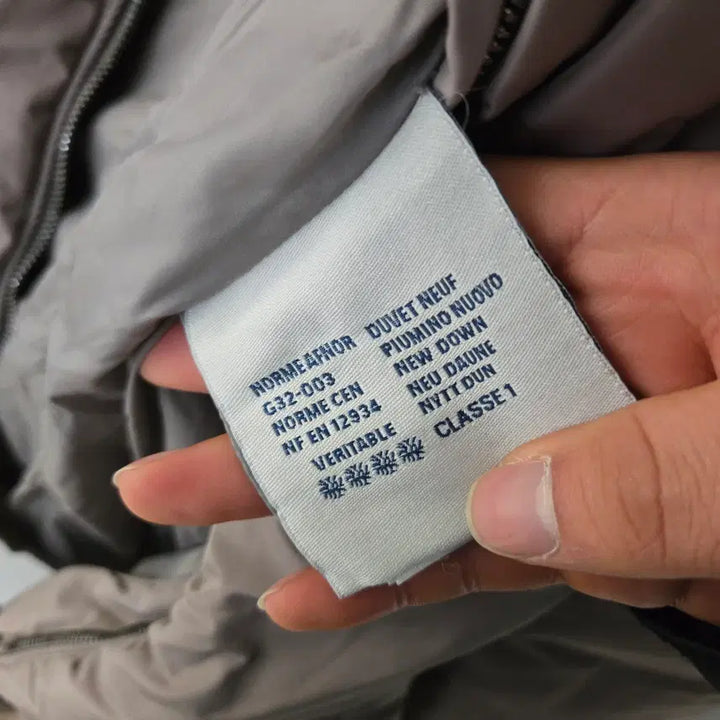 NORME AFNOR
G32-003
NORME CEN
NF EN 12934
VERITABLE
DUVET NEUF
PIUMINO NUOVO
NEW DOWN
NEU DAUNE
NYTT DUN
CLASSE 1